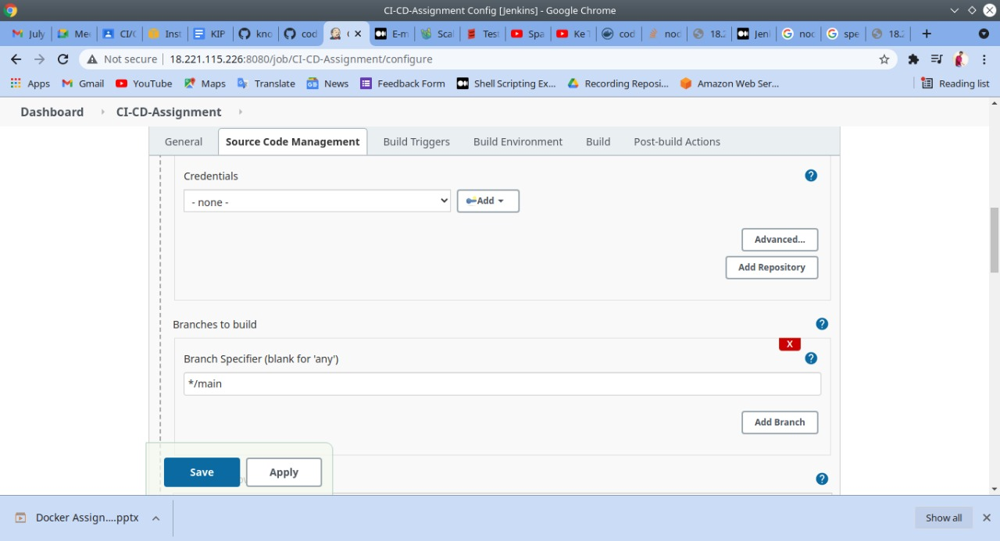 CI-CD-Assignment Config [Jenkins] - Google Chrome
July
Me
CI/C
Inst
KIP
kno
cod
E-m
Scal
Test
Spa
Ke T
cod
nod
18.2
Jen
noc
spe
18.2
Not secure
18.221.115.226:8080/job/CI-CD-Assignment/configure
Apps
Gmail
YouTube
Maps
Translate
News
Feedback Form
Shell Scripting Ex...
Recording Reposi...
Amazon Web Ser...
Reading list
Dashboard
CI-CD-Assignment
General
Source Code Management
Build Triggers
Build Environment
Build
Post-build Actions
Credentials
?
- none -
Add
Advanced...
Add Repository
Branches to build
?
X
Branch Specifier (blank for 'any')
?
*/main
Add Branch
Save
Apply
?
Docker Assign....pptx
Show all